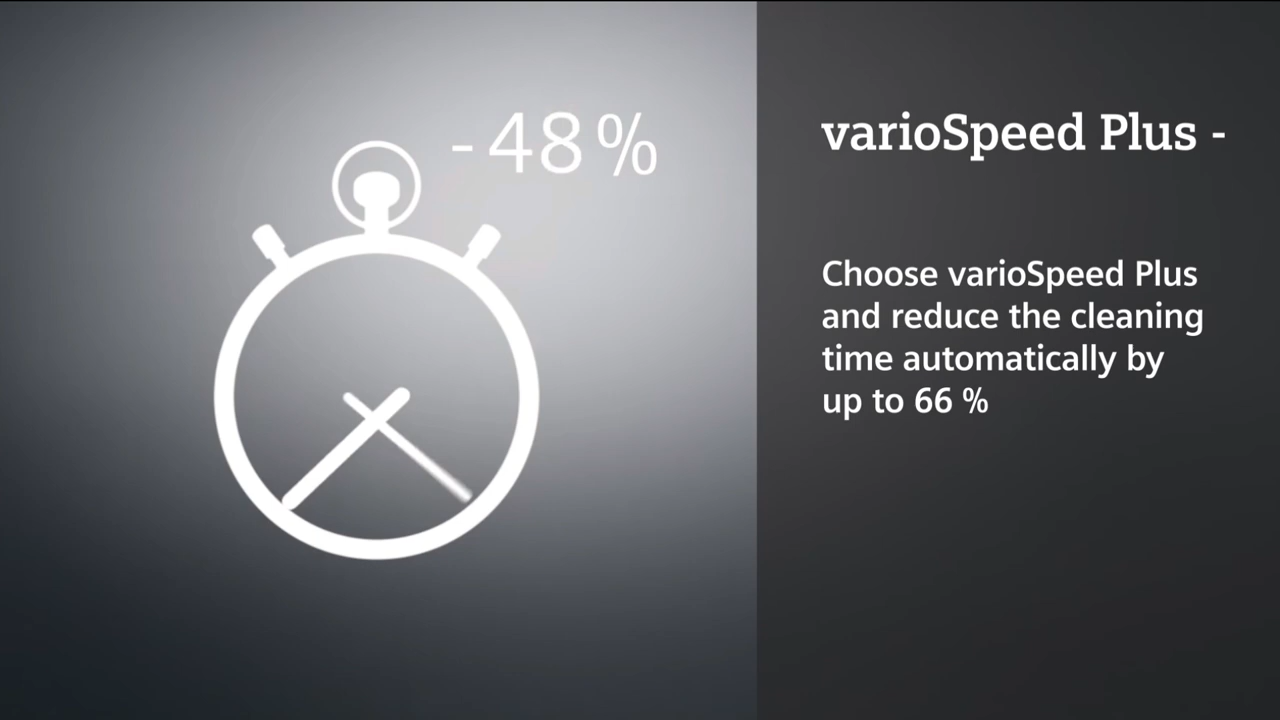 -48%
varioSpeed Plus -
Choose varioSpeed Plus
and reduce the cleaning
time automatically by
up to 66 %